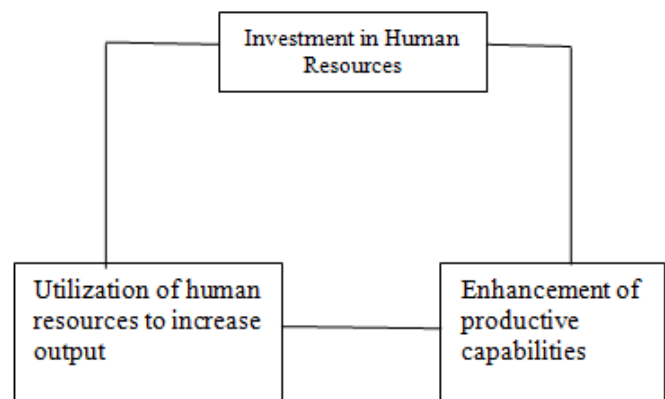 Investment in Human
Resources
Utilization of human
resources to increase
output
Enhancement of
productive
capabilities